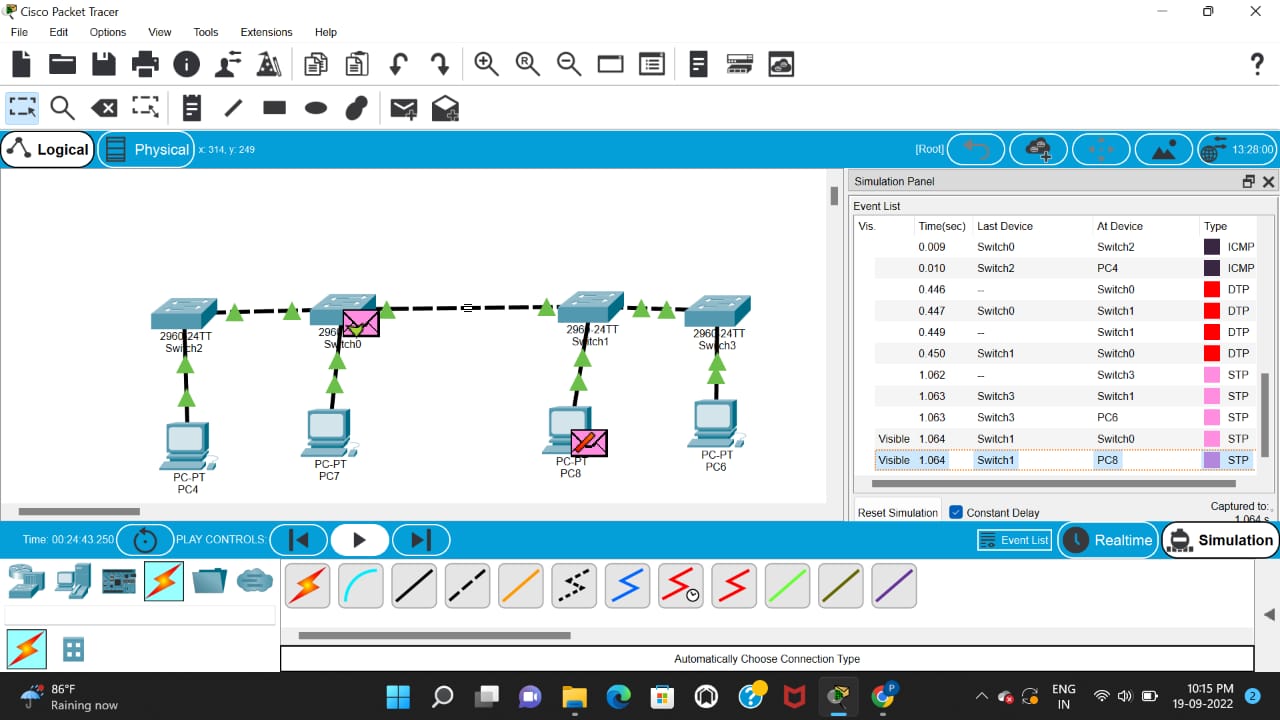 Cisco Packet Tracer
File Edit Options View Tools Extensions Help
Logical Physical x: 314, y: 249 [Root] 13:28:00
Simulation Panel
Event List
Vis. Time(sec) Last Device At Device Type
0.009 Switch0 Switch2 ICMP
0.010 Switch2 PC4 ICMP
0.446 -- Switch0 DTP
0.447 Switch0 Switch1 DTP
0.449 -- Switch1 DTP
0.450 Switch1 Switch0 DTP
1.062 -- Switch3 STP
1.063 Switch3 Switch1 STP
1.063 Switch3 PC6 STP
Visible 1.064 Switch1 Switch0 STP
Visible 1.064 Switch1 PC8 STP
Reset Simulation Constant Delay Captured to:
1.064 s
2960-24TT
Switch2
Switch0
2960-24TT
Switch1
2960-24TT
Switch3
PC-PT
PC4
PC-PT
PC7
PC-PT
PC8
PC-PT
PC6
Time: 00:24:43.250 PLAY CONTROLS: Event List Realtime Simulation
Automatically Choose Connection Type
86°F
Raining now
ENG
IN
10:15 PM
19-09-2022
2